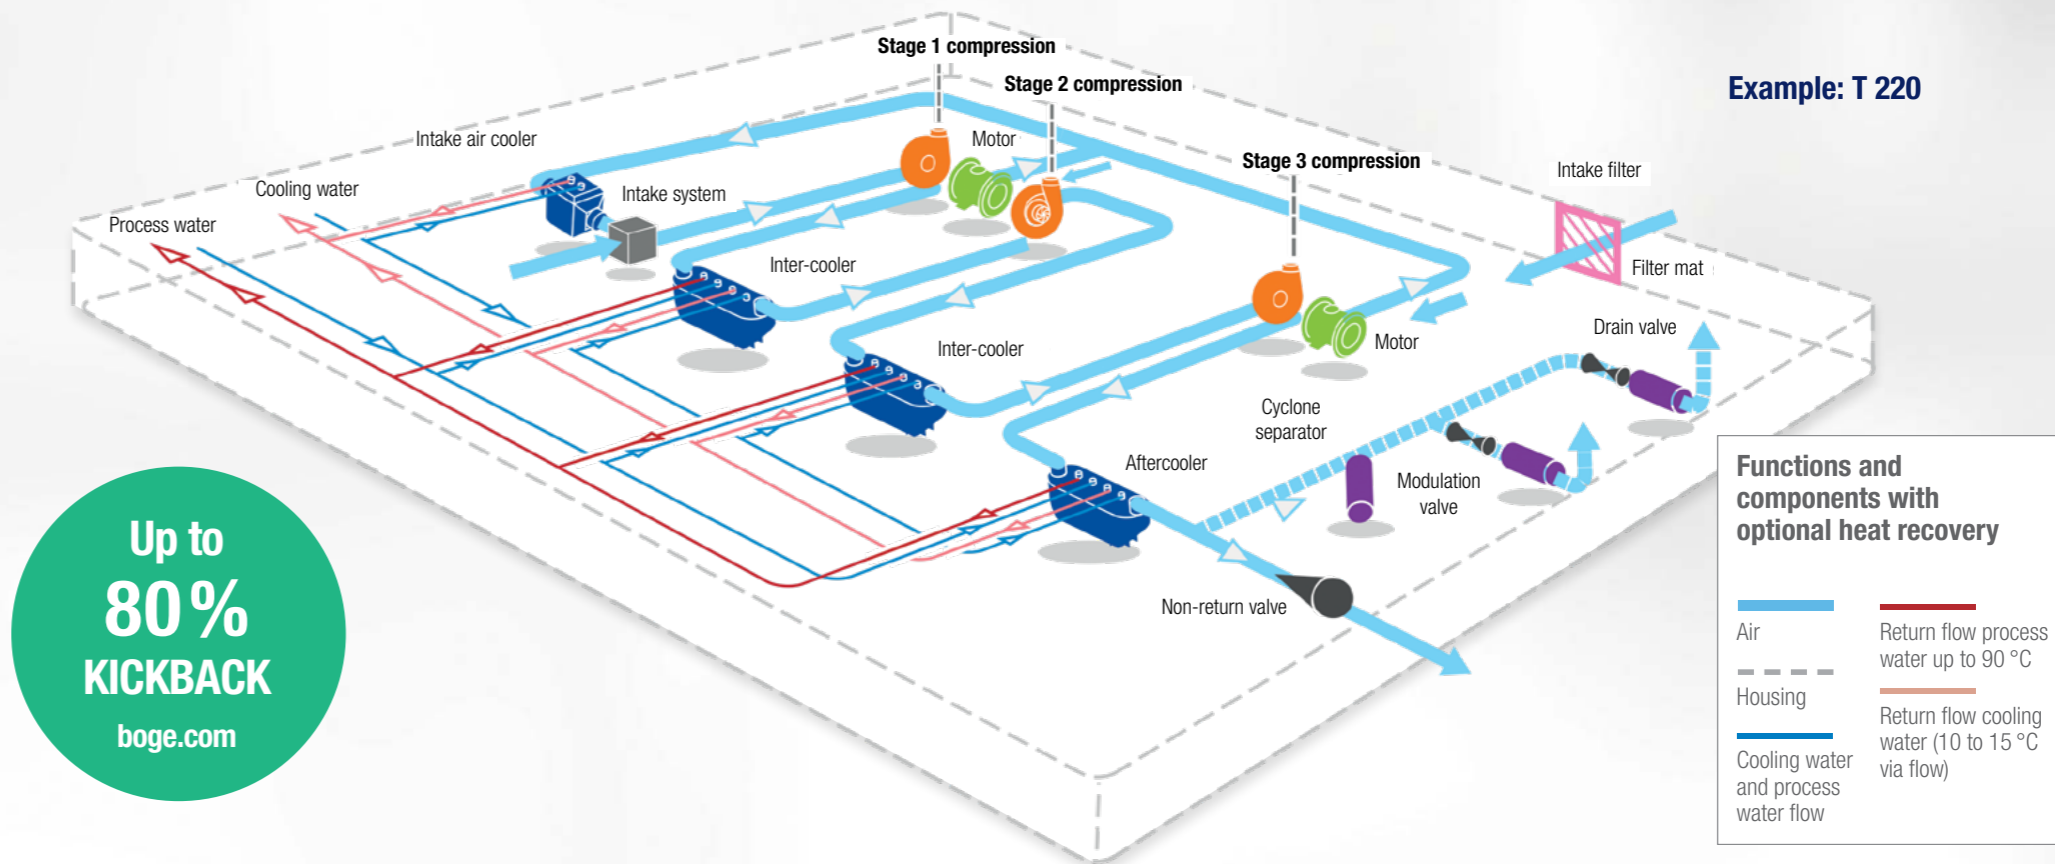 Stage 1 compression
Stage 2 compression
Example: T 220
Intake air cooler
Motor
Stage 3 compression
Intake filter
Cooling water
Intake system
Process water
Inter-cooler
Filter mat
Drain valve
Inter-cooler
Motor
Cyclone
separator
Aftercooler
Modulation
valve
Non-return valve
Up to
80%
KICKBACK
boge.com
Functions and
components with
optional heat recovery
Air
Housing
Cooling water
and process
water flow
Return flow process
water up to 90 °C
Return flow cooling
water (10 to 15 °C
via flow)